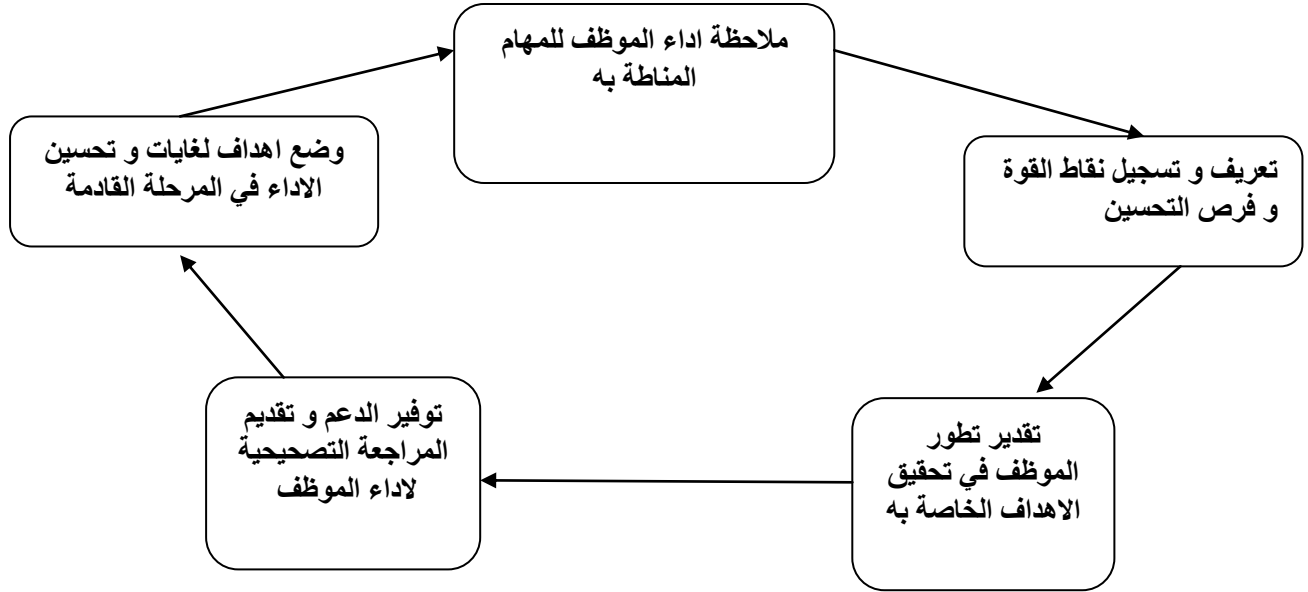 ملاحظة اداء الموظف للمهام
المناطة به
تعريف و تسجيل نقاط القوة
و فرص التحسين
تقدير تطور
الموظف في تحقيق
الاهداف الخاصة به
توفير الدعم و تقديم
المراجعة التصحيحية
لاداء الموظف
وضع اهداف لغايات و تحسين
الاداء في المرحلة القادمة